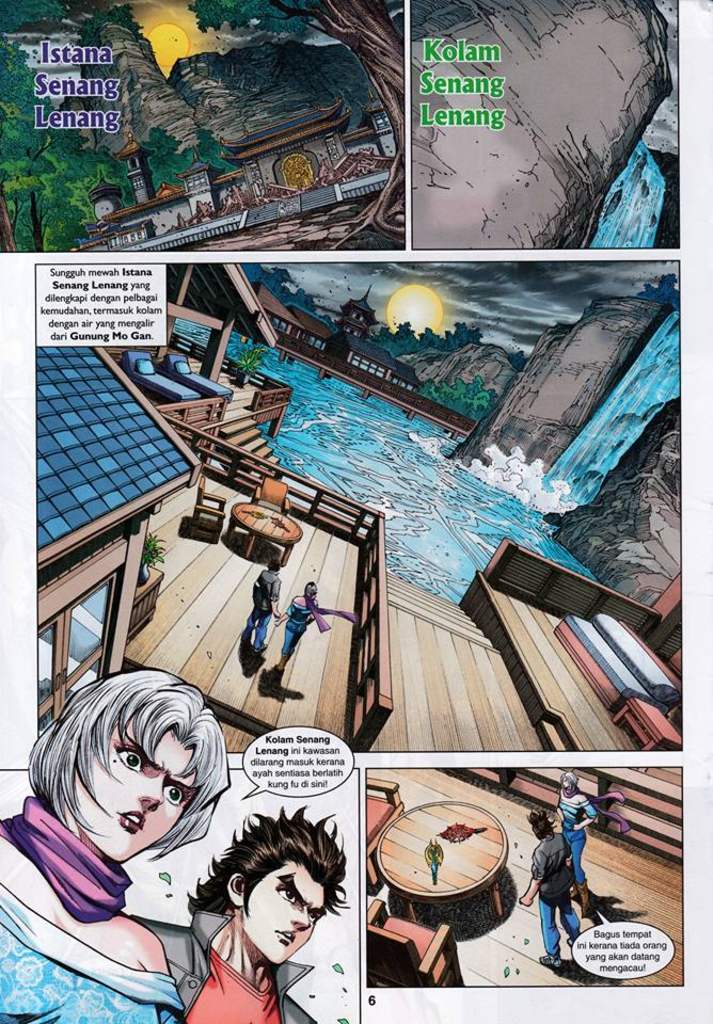 Istana
Senang
Lenang
Kolam
Senang
Lenang
Sungguh mewah Istana
Senang Lenang yang
dilengkapi dengan pelbagai
kemudahan, termasuk kolam
dengan air yang mengalir
dari Gunung Mo Gan.
Kolam Senang
Lenang ini kawasan
dilarang masuk kerana
ayah sentiasa berlatih
kung fu di sini!
Bagus tempat
ini kerana tiada orang
yang akan datang
mengacau!
6